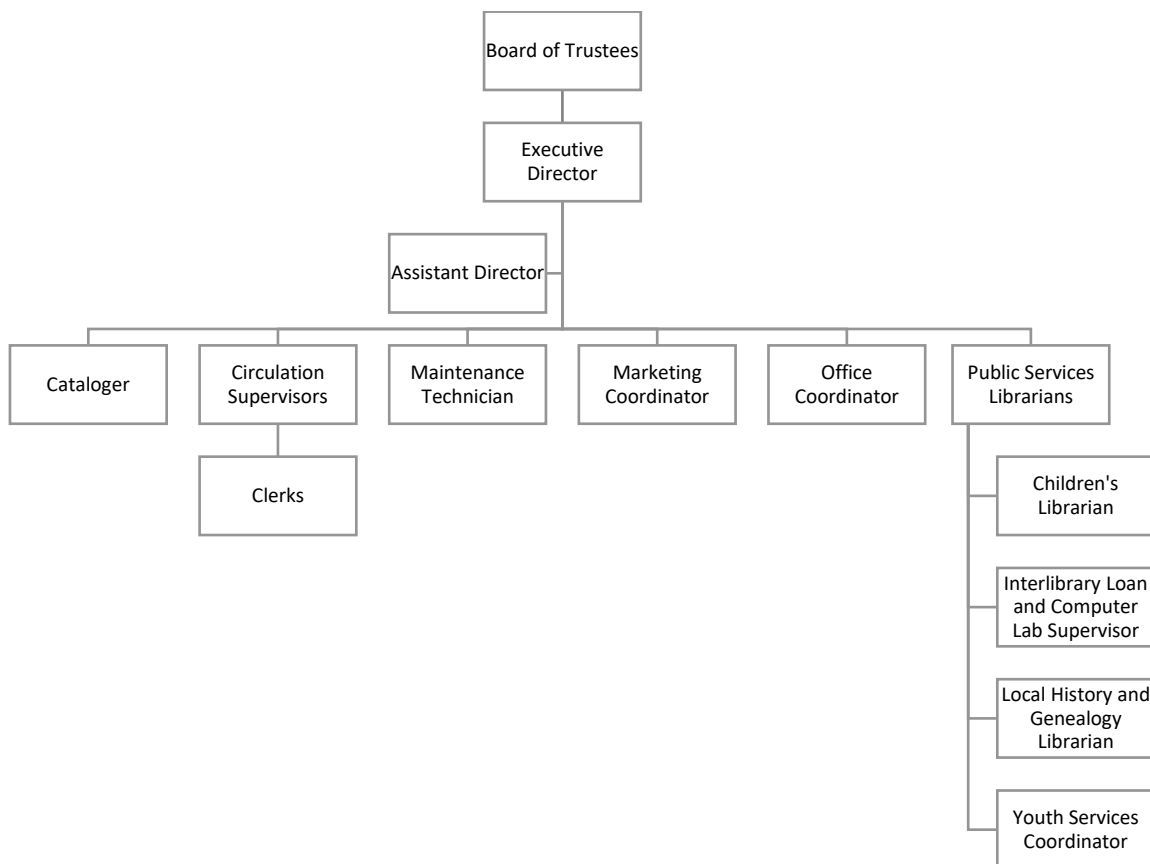 Board of Trustees
Executive
Director
Assistant Director
Cataloger
Circulation
Supervisors
Maintenance
Technician
Marketing
Coordinator
Office
Coordinator
Public Services
Librarians
Clerks
Children's
Librarian
Interlibrary Loan
and Computer
Lab Supervisor
Local History and
Genealogy
Librarian
Youth Services
Coordinator